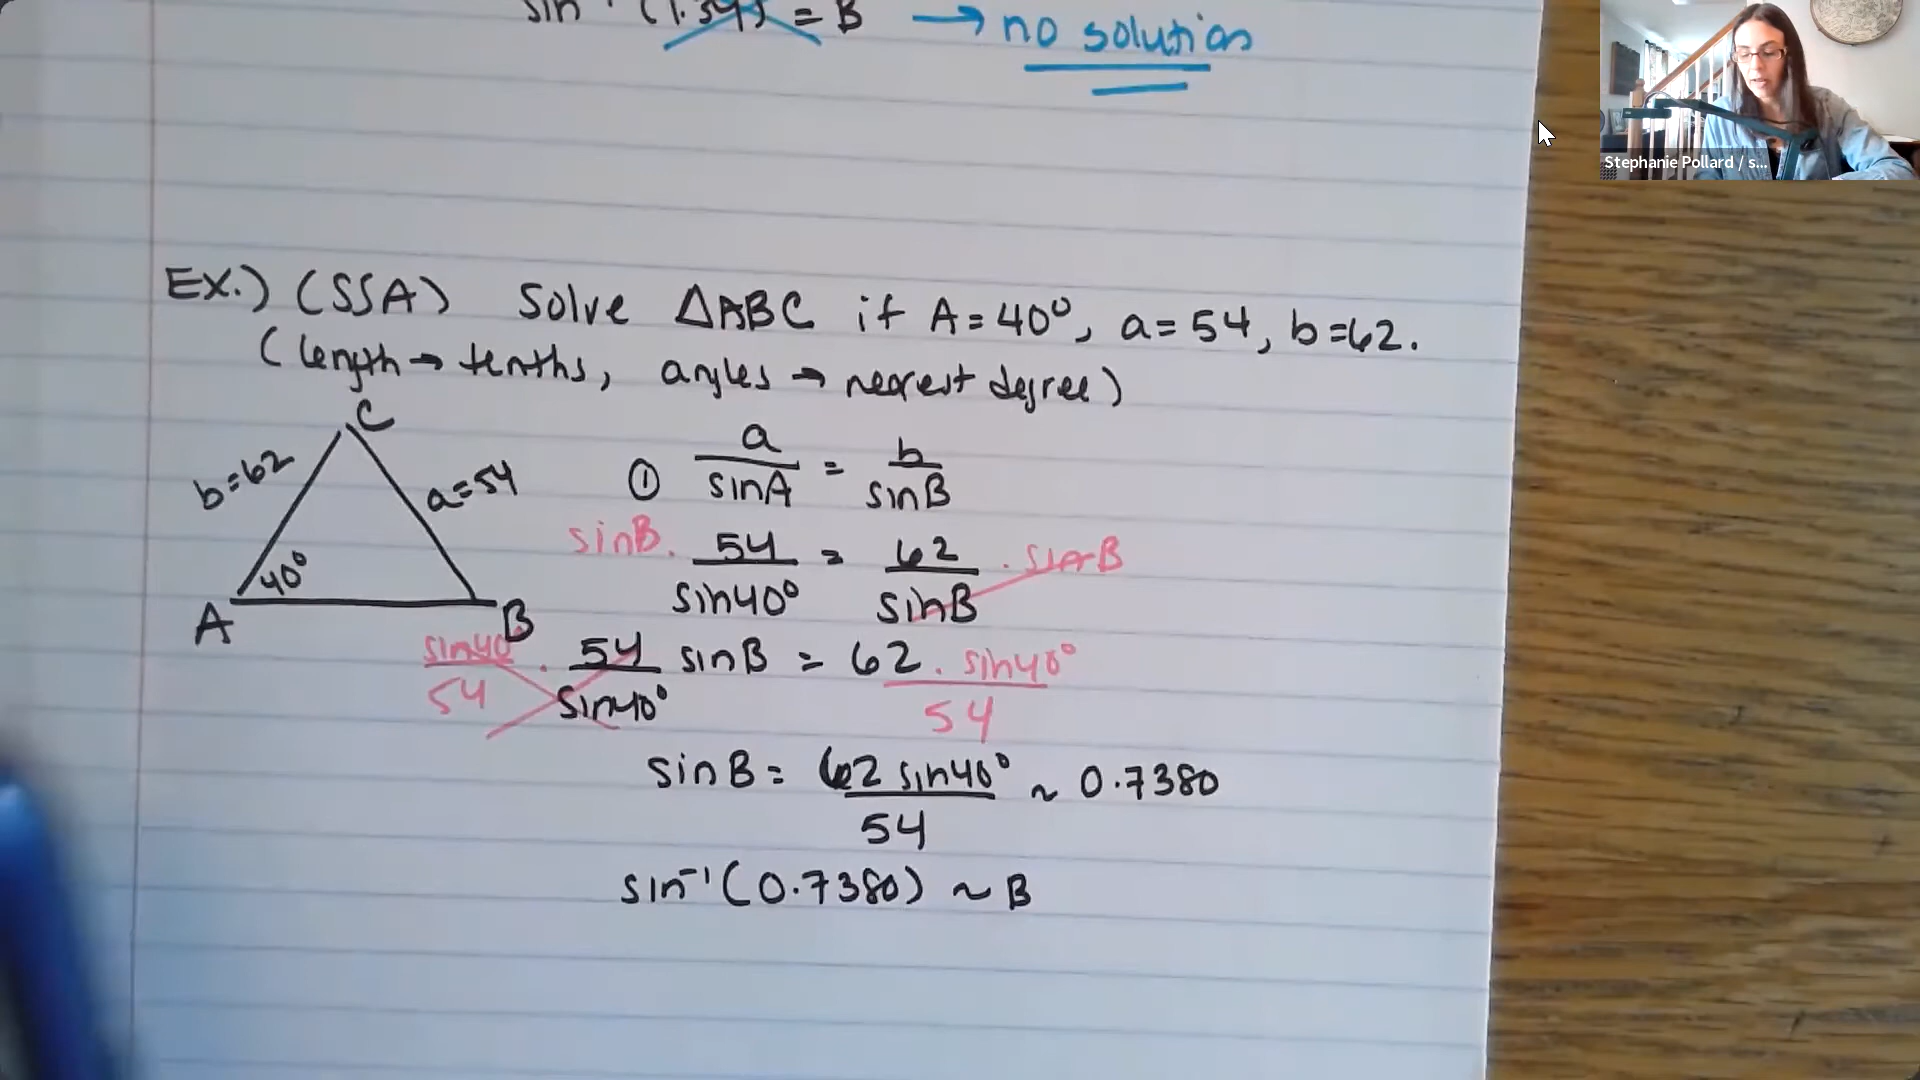 sin⁻¹(1.34) = B → no solution
Stephanie Pollard / s...
EX.) (SSA) Solve △ABC if A=40°, a=54, b=62.
(length → tenths, angles → nearest degree)
C
b=62
a=54
40°
A
B
① a/sinA = b/sinB
sinB · 54/sin40° = 62/sinB · sinB
sin40/54 · 54/sin40° sinB = 62 · sin40°/54
sinB = 62 sin40°/54 ~ 0.7380
sin⁻¹(0.7380) ~ B